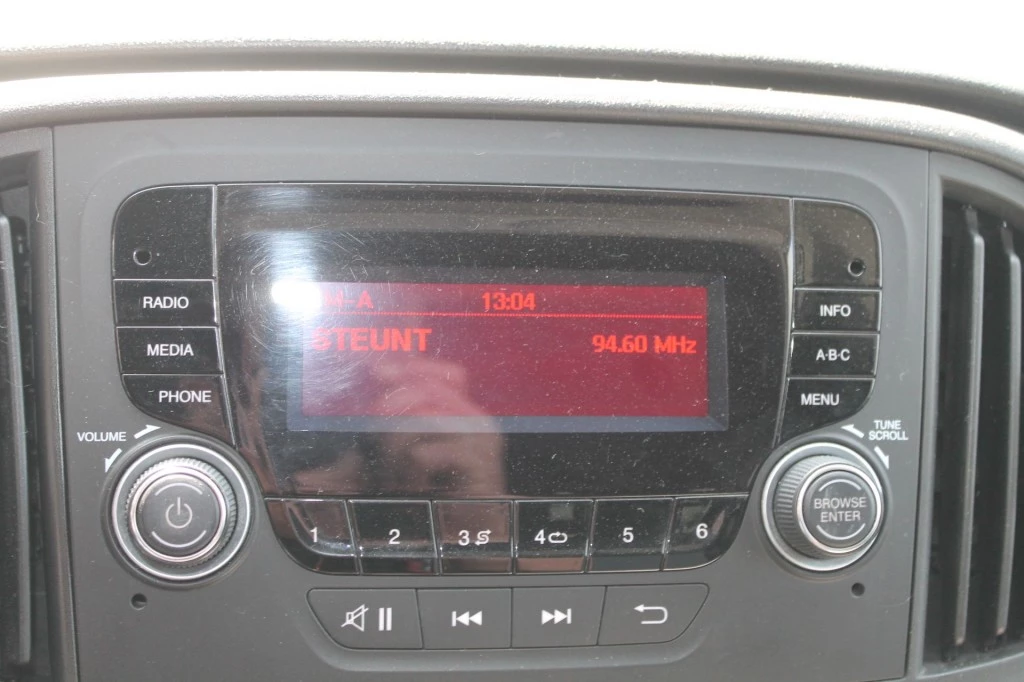 A 13:04
STEUNT 94.60 MHz
RADIO
MEDIA
PHONE
INFO
A·B·C
MENU
VOLUME
TUNE
SCROLL
BROWSE
ENTER
1 2 3 4 5 6